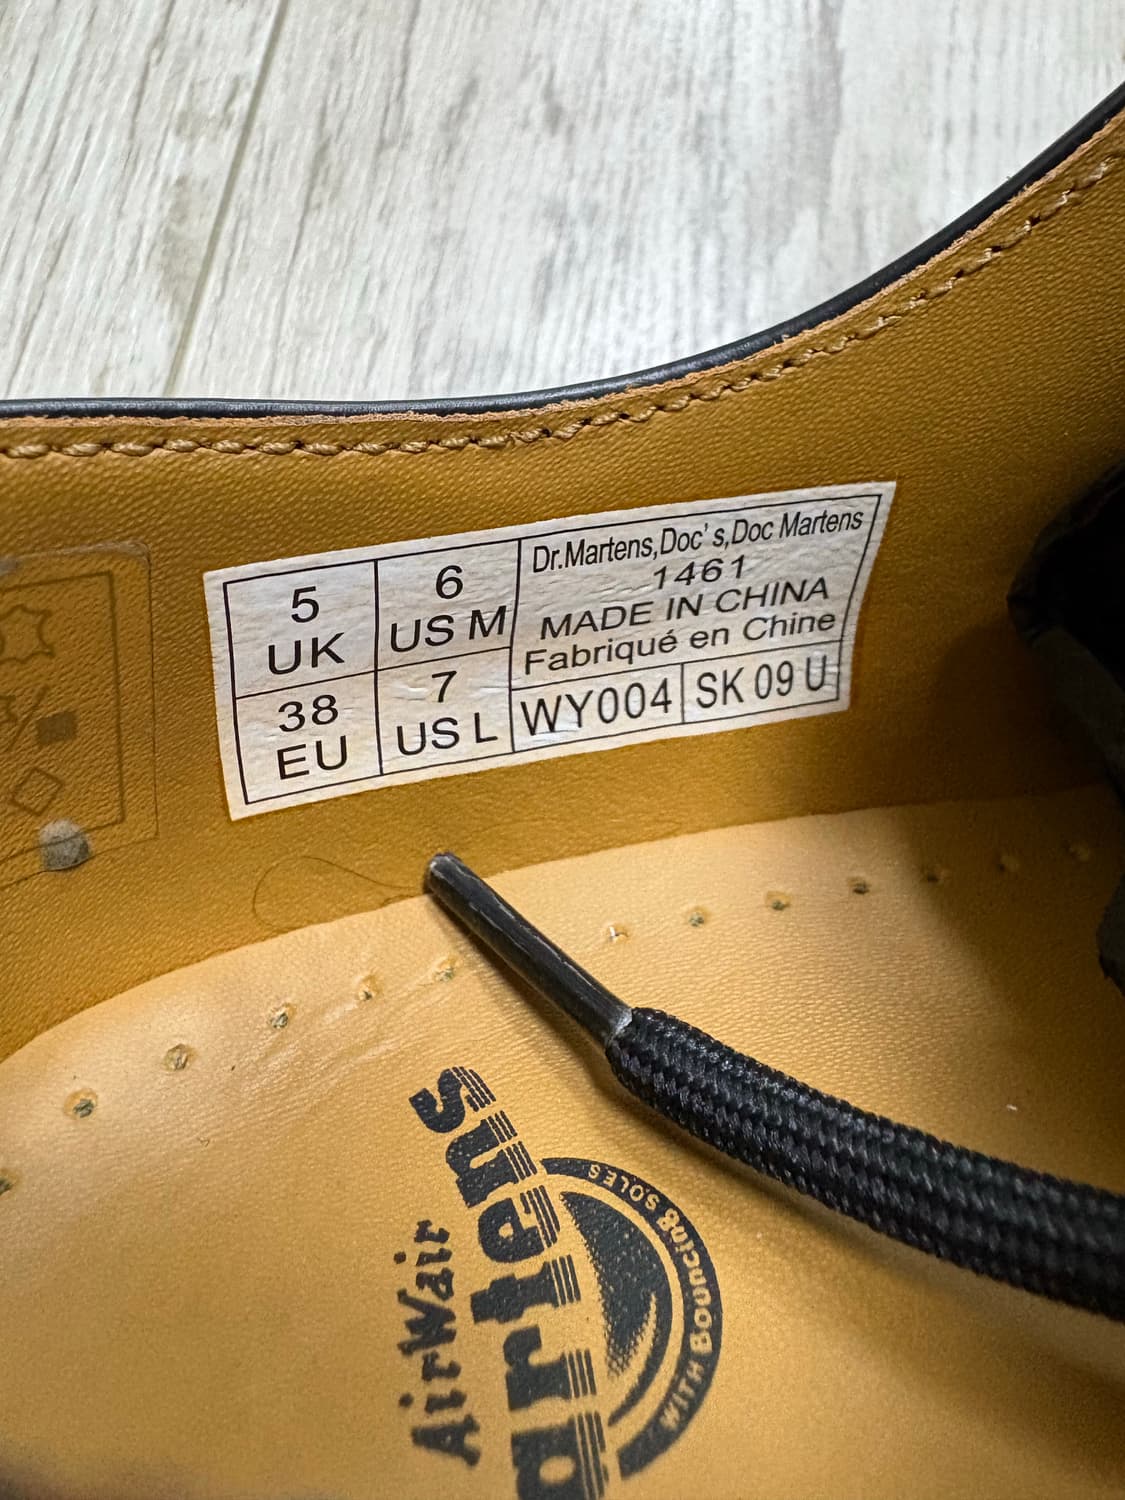 5
UK
6
US M
38
EU
7
US L
Dr.Martens,Doc's,Doc Martens
1461
MADE IN CHINA
Fabriqué en Chine
WY004
SK 09 U
AirWair
artens
WITH Bouncing SOLES